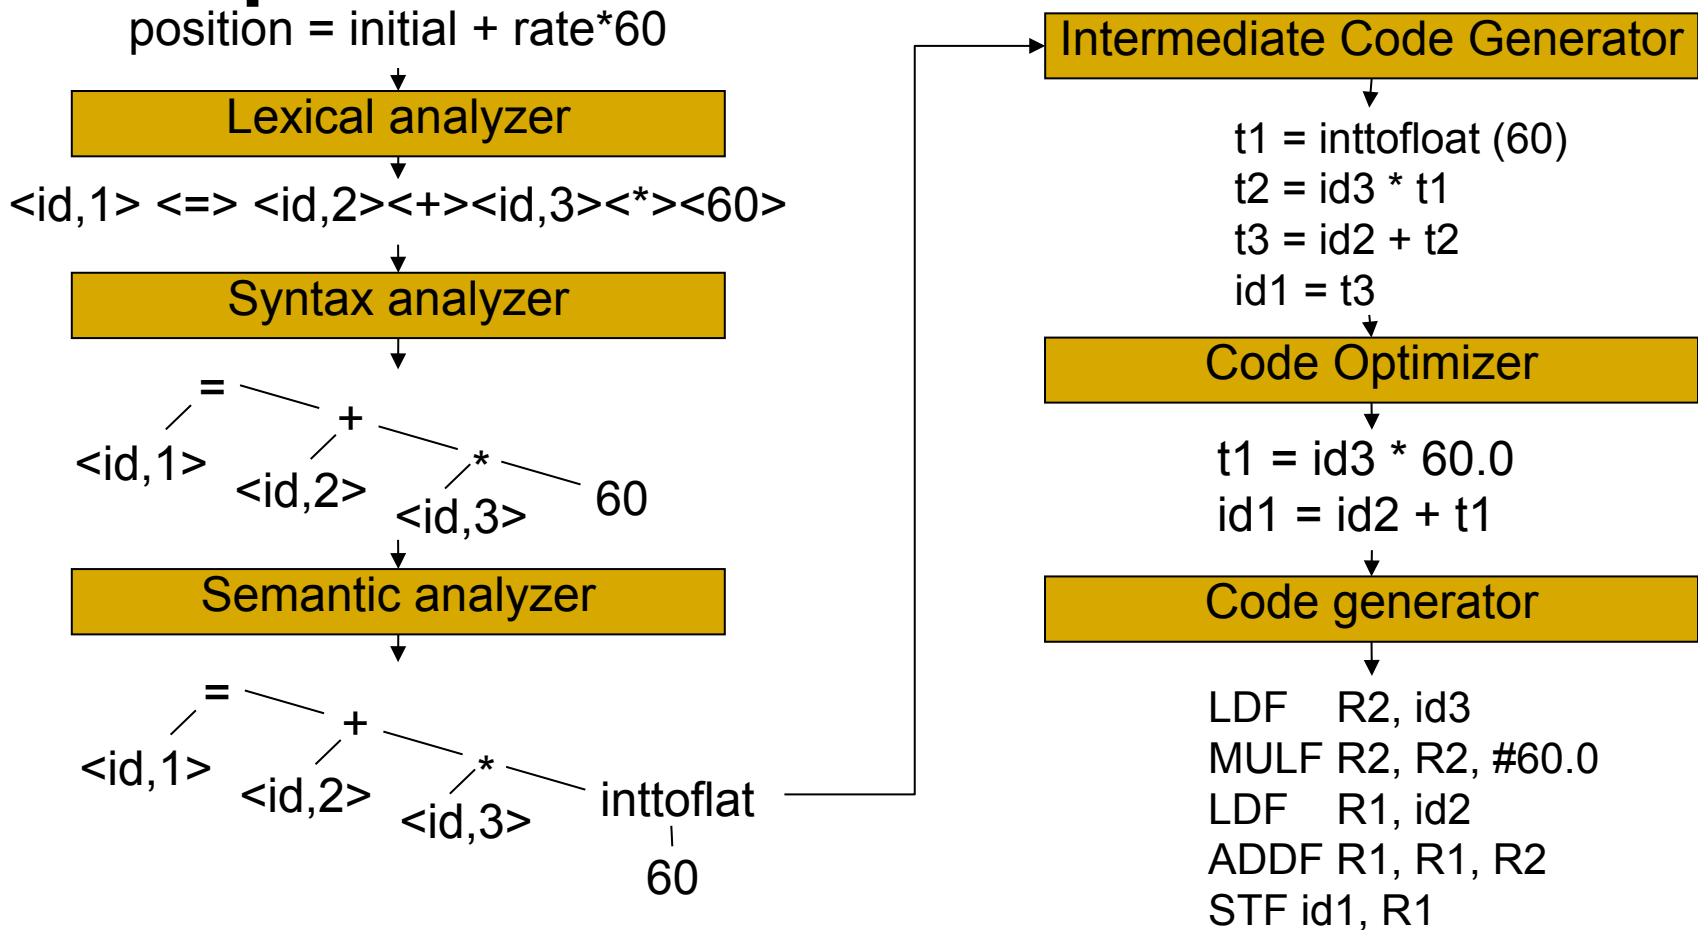 position = initial + rate*60
Lexical analyzer
<id,1> <=> <id,2><+><id,3><*><60>
Syntax analyzer
=
+
<id,1>
*
<id,2>
60
<id,3>
Semantic analyzer
=
+
<id,1>
*
<id,2>
inttoflat
<id,3>
60
Intermediate Code Generator
t1 = inttofloat (60)
t2 = id3 * t1
t3 = id2 + t2
id1 = t3
Code Optimizer
t1 = id3 * 60.0
id1 = id2 + t1
Code generator
LDF R2, id3
MULF R2, R2, #60.0
LDF R1, id2
ADDF R1, R1, R2
STF id1, R1